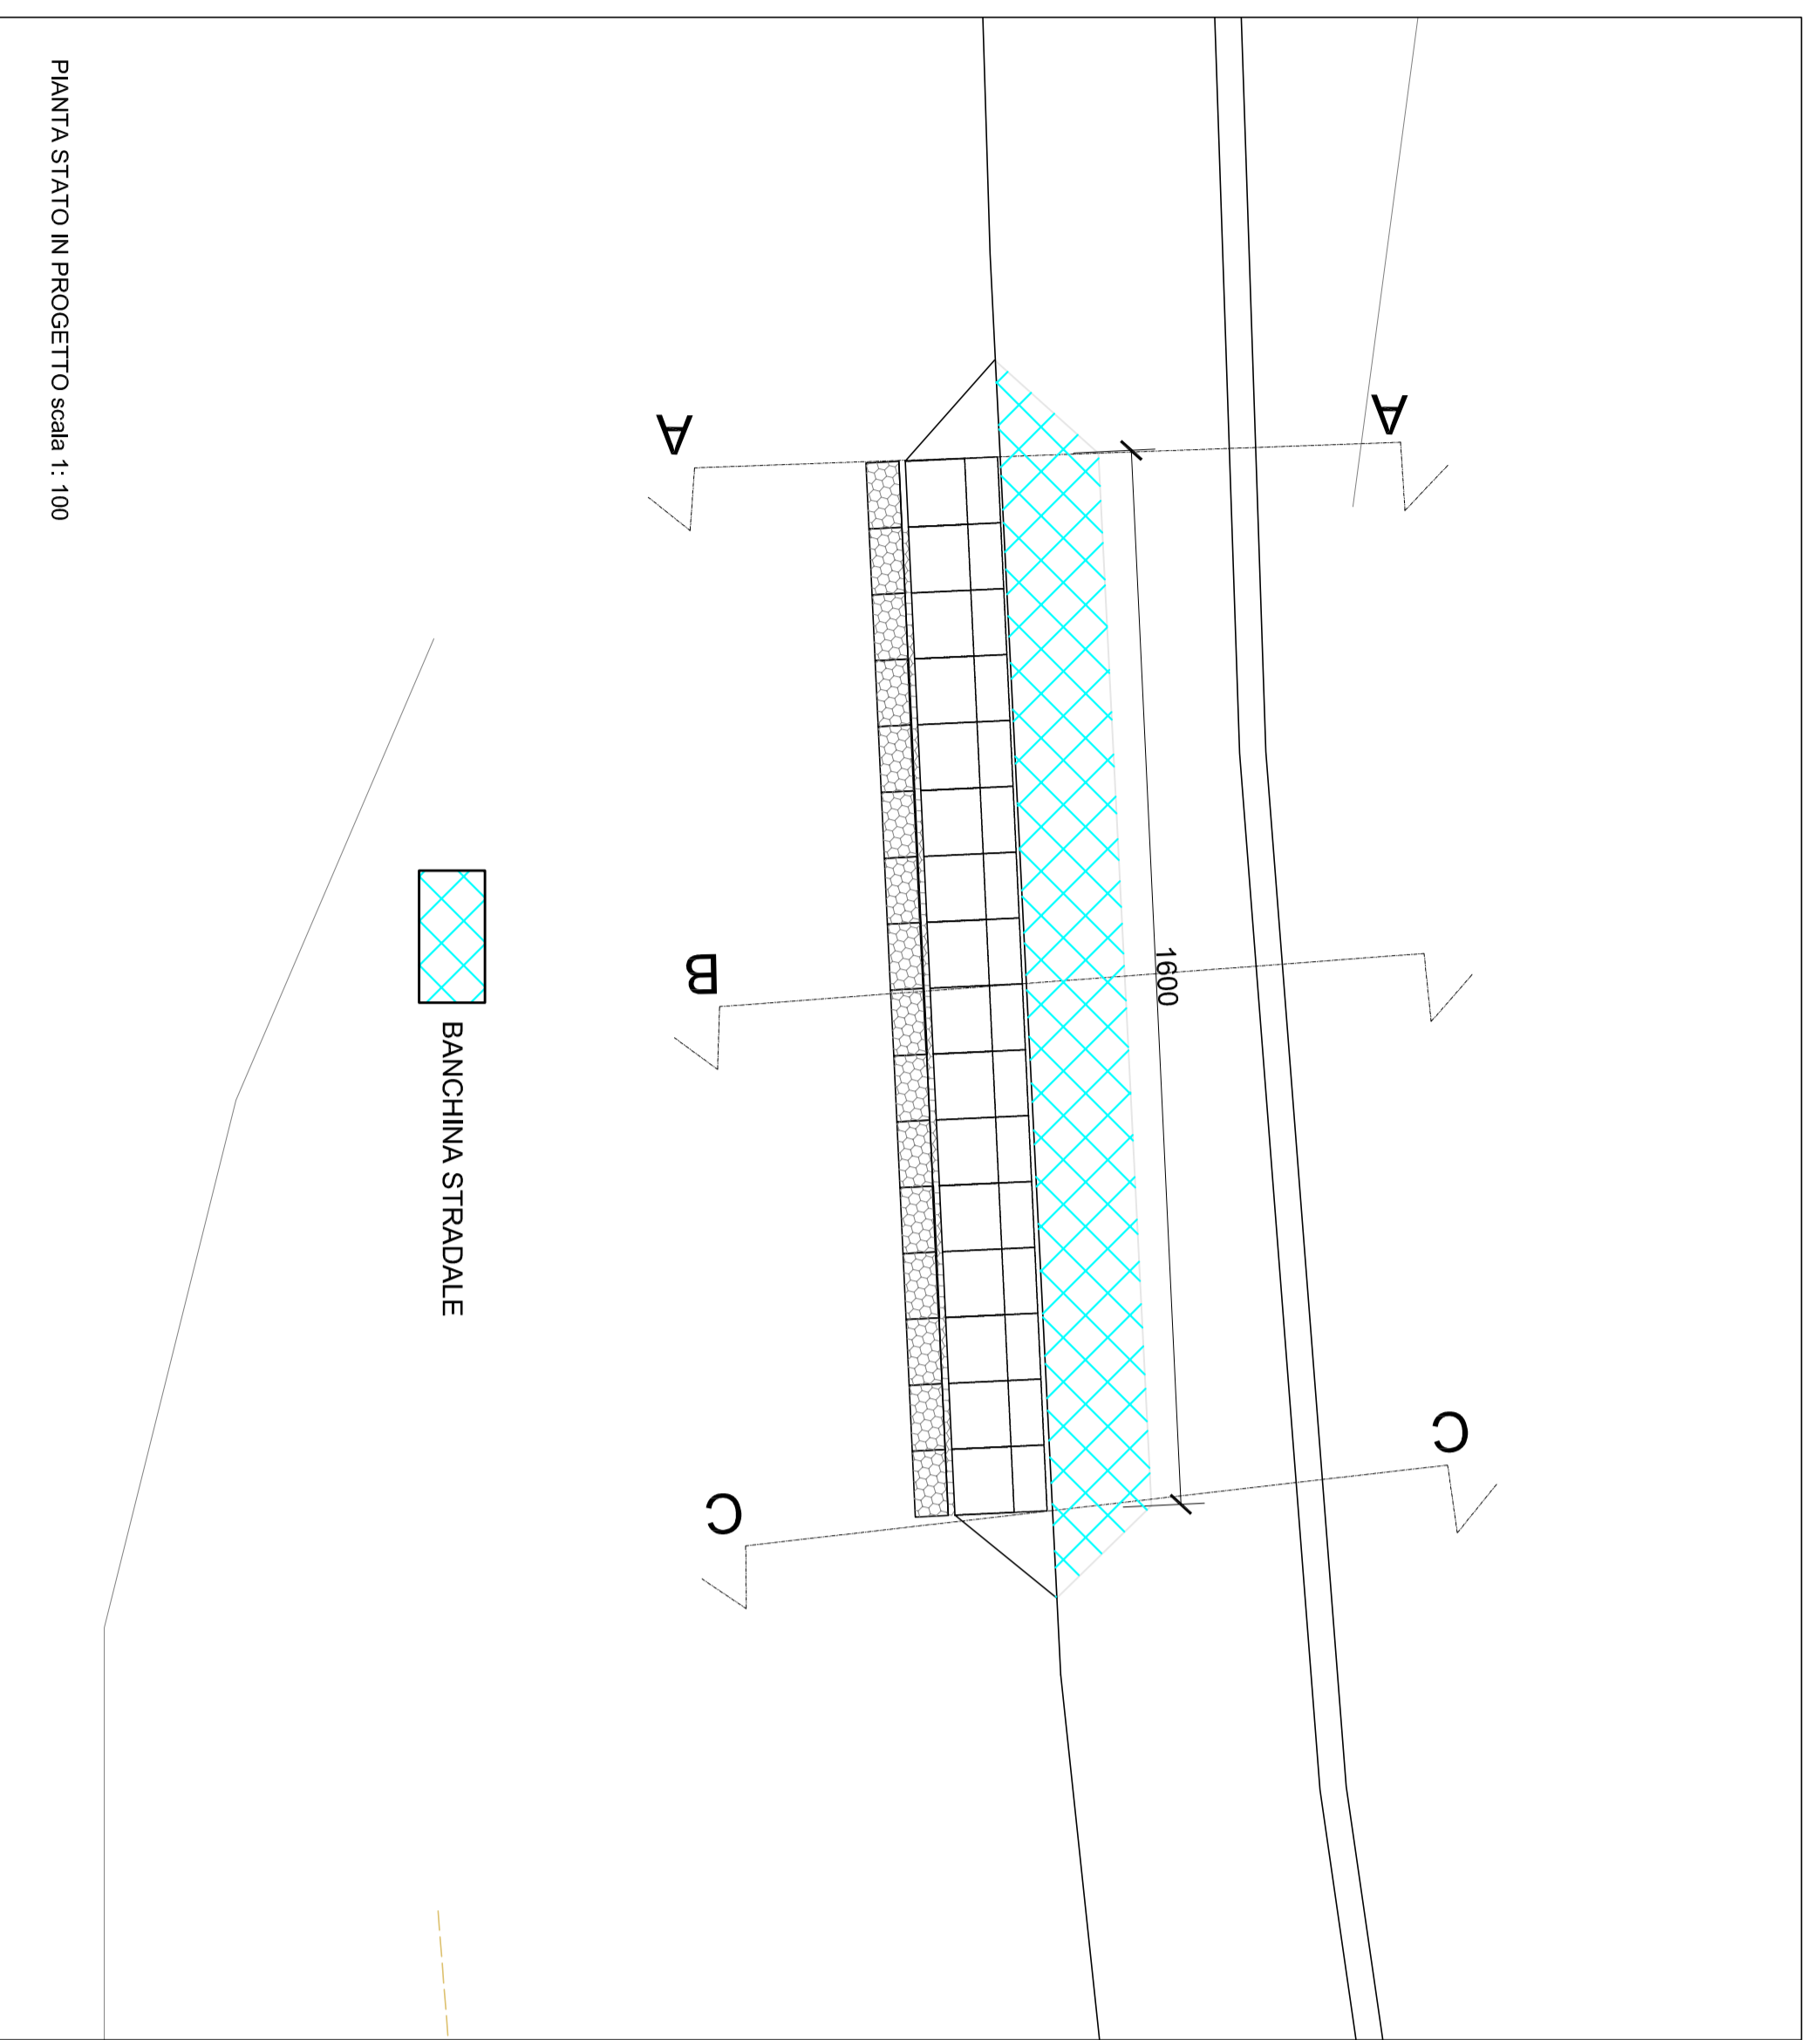 PIANTA STATO IN PROGETTO scala 1: 100
A
A
B
1600
C
C
BANCHINA STRADALE